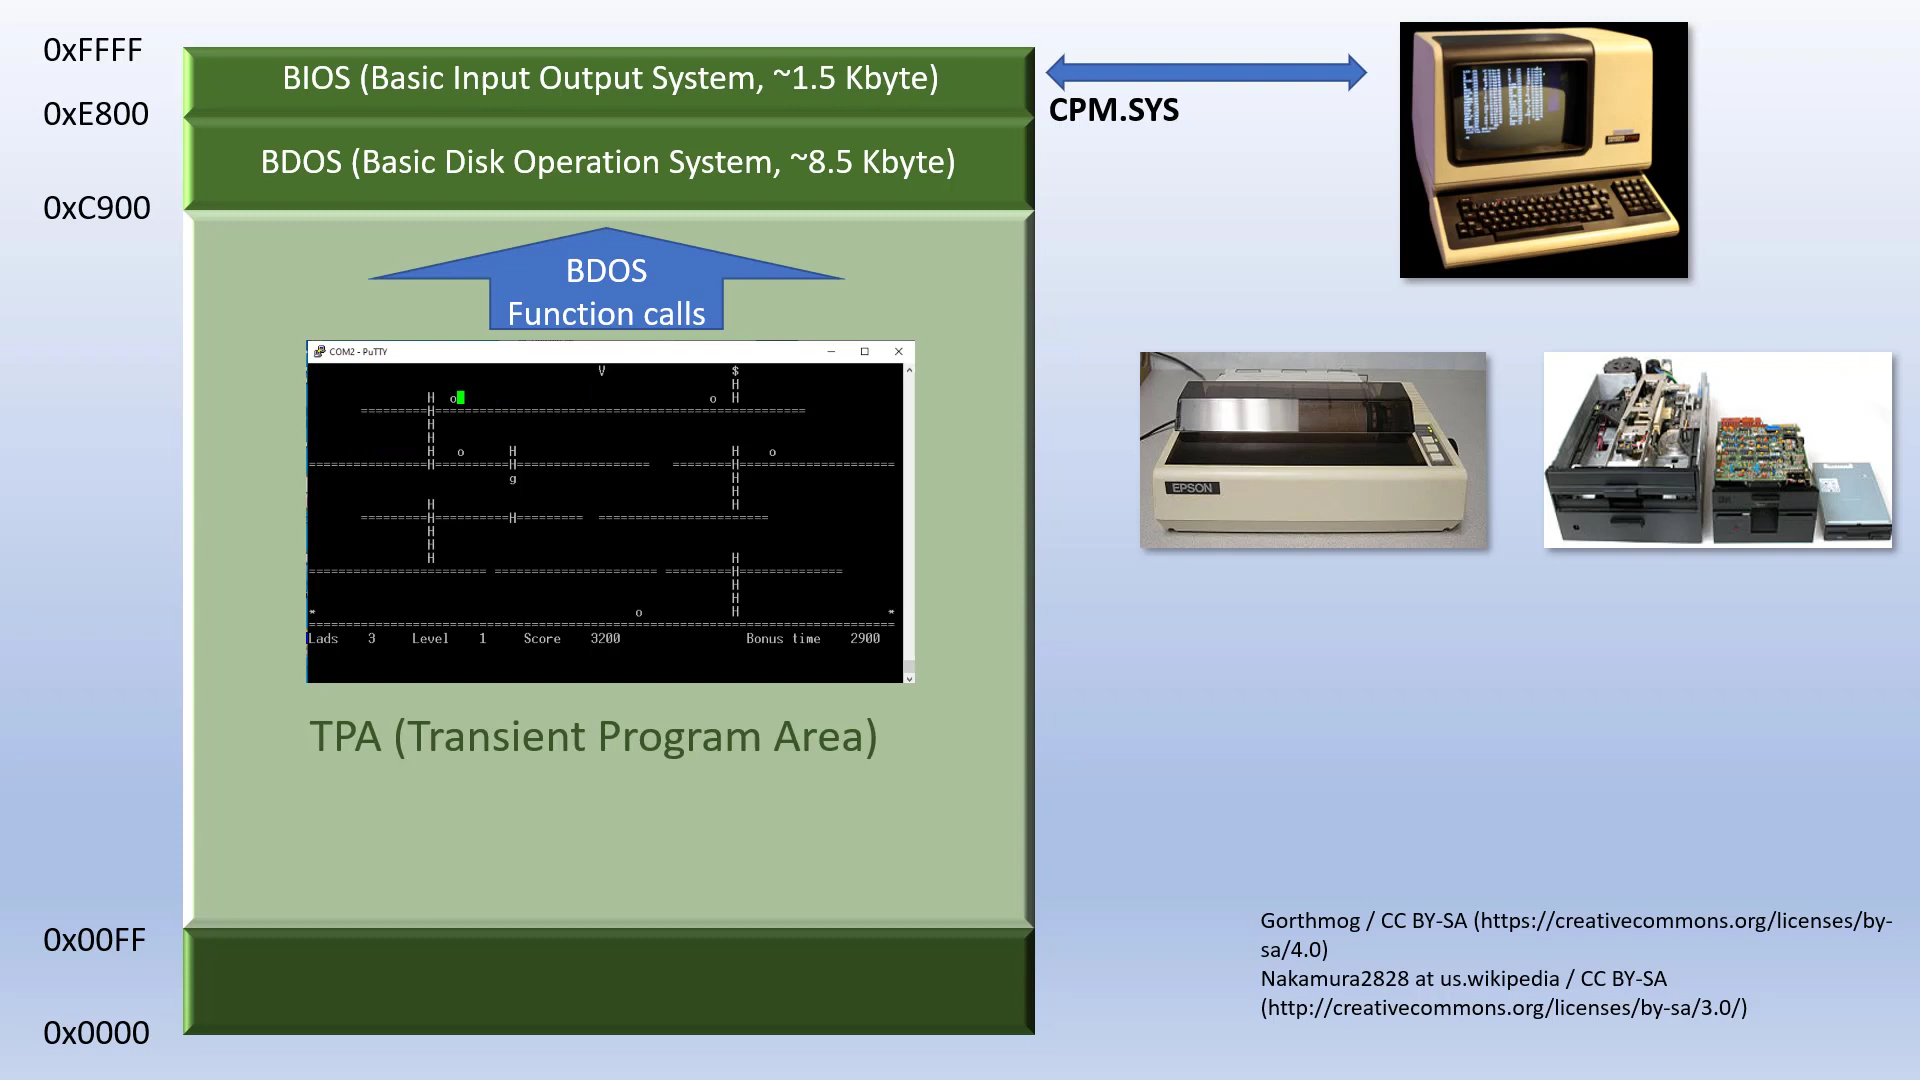 0xFFFF
BIOS (Basic Input Output System, ~1.5 Kbyte)
0xE800
CPM.SYS
BDOS (Basic Disk Operation System, ~8.5 Kbyte)
0xC900
BDOS
Function calls
COM2 - PuTTY
V $
H
H o o H
=========H==================================================
H
H
H o H H o
H H H
g H
H
H H
H H
H
H
H H
H
H
H
* o H *
Lads 3 Level 1 Score 3200 Bonus time 2900
EPSON
TPA (Transient Program Area)
0x00FF
0x0000
Gorthmog / CC BY-SA (https://creativecommons.org/licenses/by-
sa/4.0)
Nakamura2828 at us.wikipedia / CC BY-SA
(http://creativecommons.org/licenses/by-sa/3.0/)